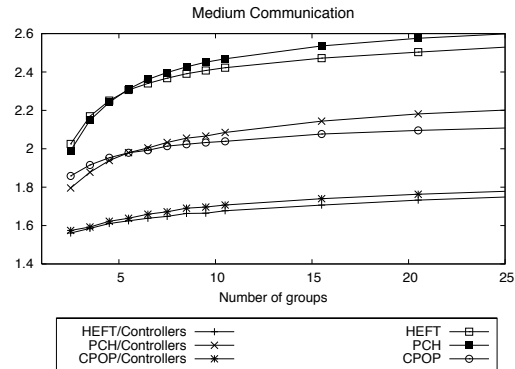 Medium Communication
2.6
2.4
2.2
2
1.8
1.6
1.4
5 10 15 20 25
Number of groups
HEFT/Controllers HEFT
PCH/Controllers PCH
CPOP/Controllers CPOP